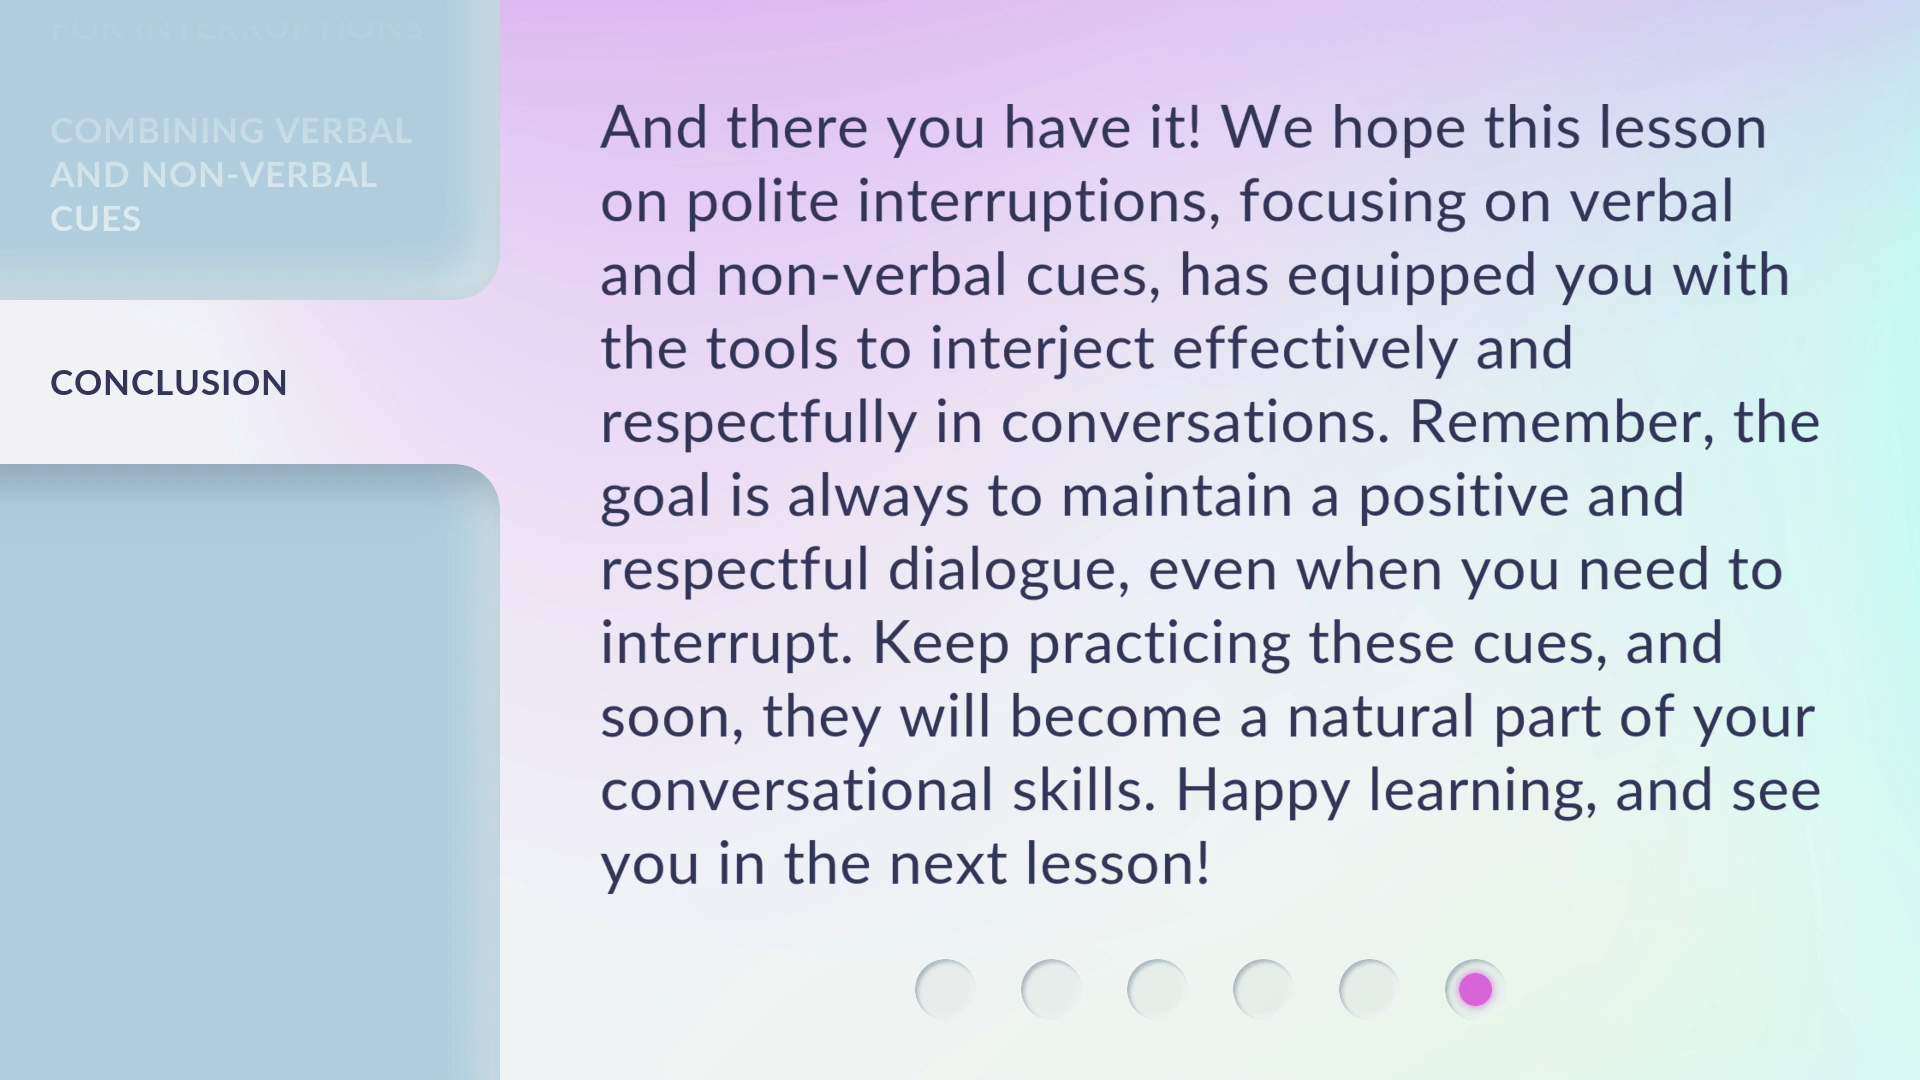 FOR INTERRUPTIONS
COMBINING VERBAL
AND NON-VERBAL
CUES
CONCLUSION
And there you have it! We hope this lesson
on polite interruptions, focusing on verbal
and non-verbal cues, has equipped you with
the tools to interject effectively and
respectfully in conversations. Remember, the
goal is always to maintain a positive and
respectful dialogue, even when you need to
interrupt. Keep practicing these cues, and
soon, they will become a natural part of your
conversational skills. Happy learning, and see
you in the next lesson!